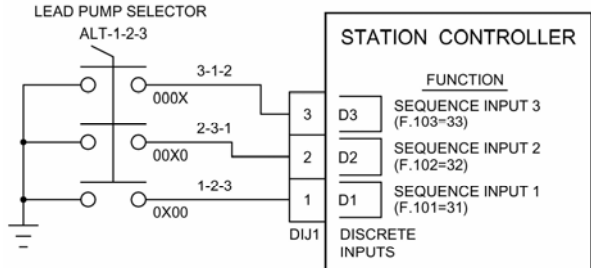 LEAD PUMP SELECTOR
ALT-1-2-3
3-1-2
000X
2-3-1
00X0
1-2-3
0X00
3
2
1
DIJ1
STATION CONTROLLER
FUNCTION
D3
SEQUENCE INPUT 3
(F.103=33)
D2
SEQUENCE INPUT 2
(F.102=32)
D1
SEQUENCE INPUT 1
(F.101=31)
DISCRETE
INPUTS